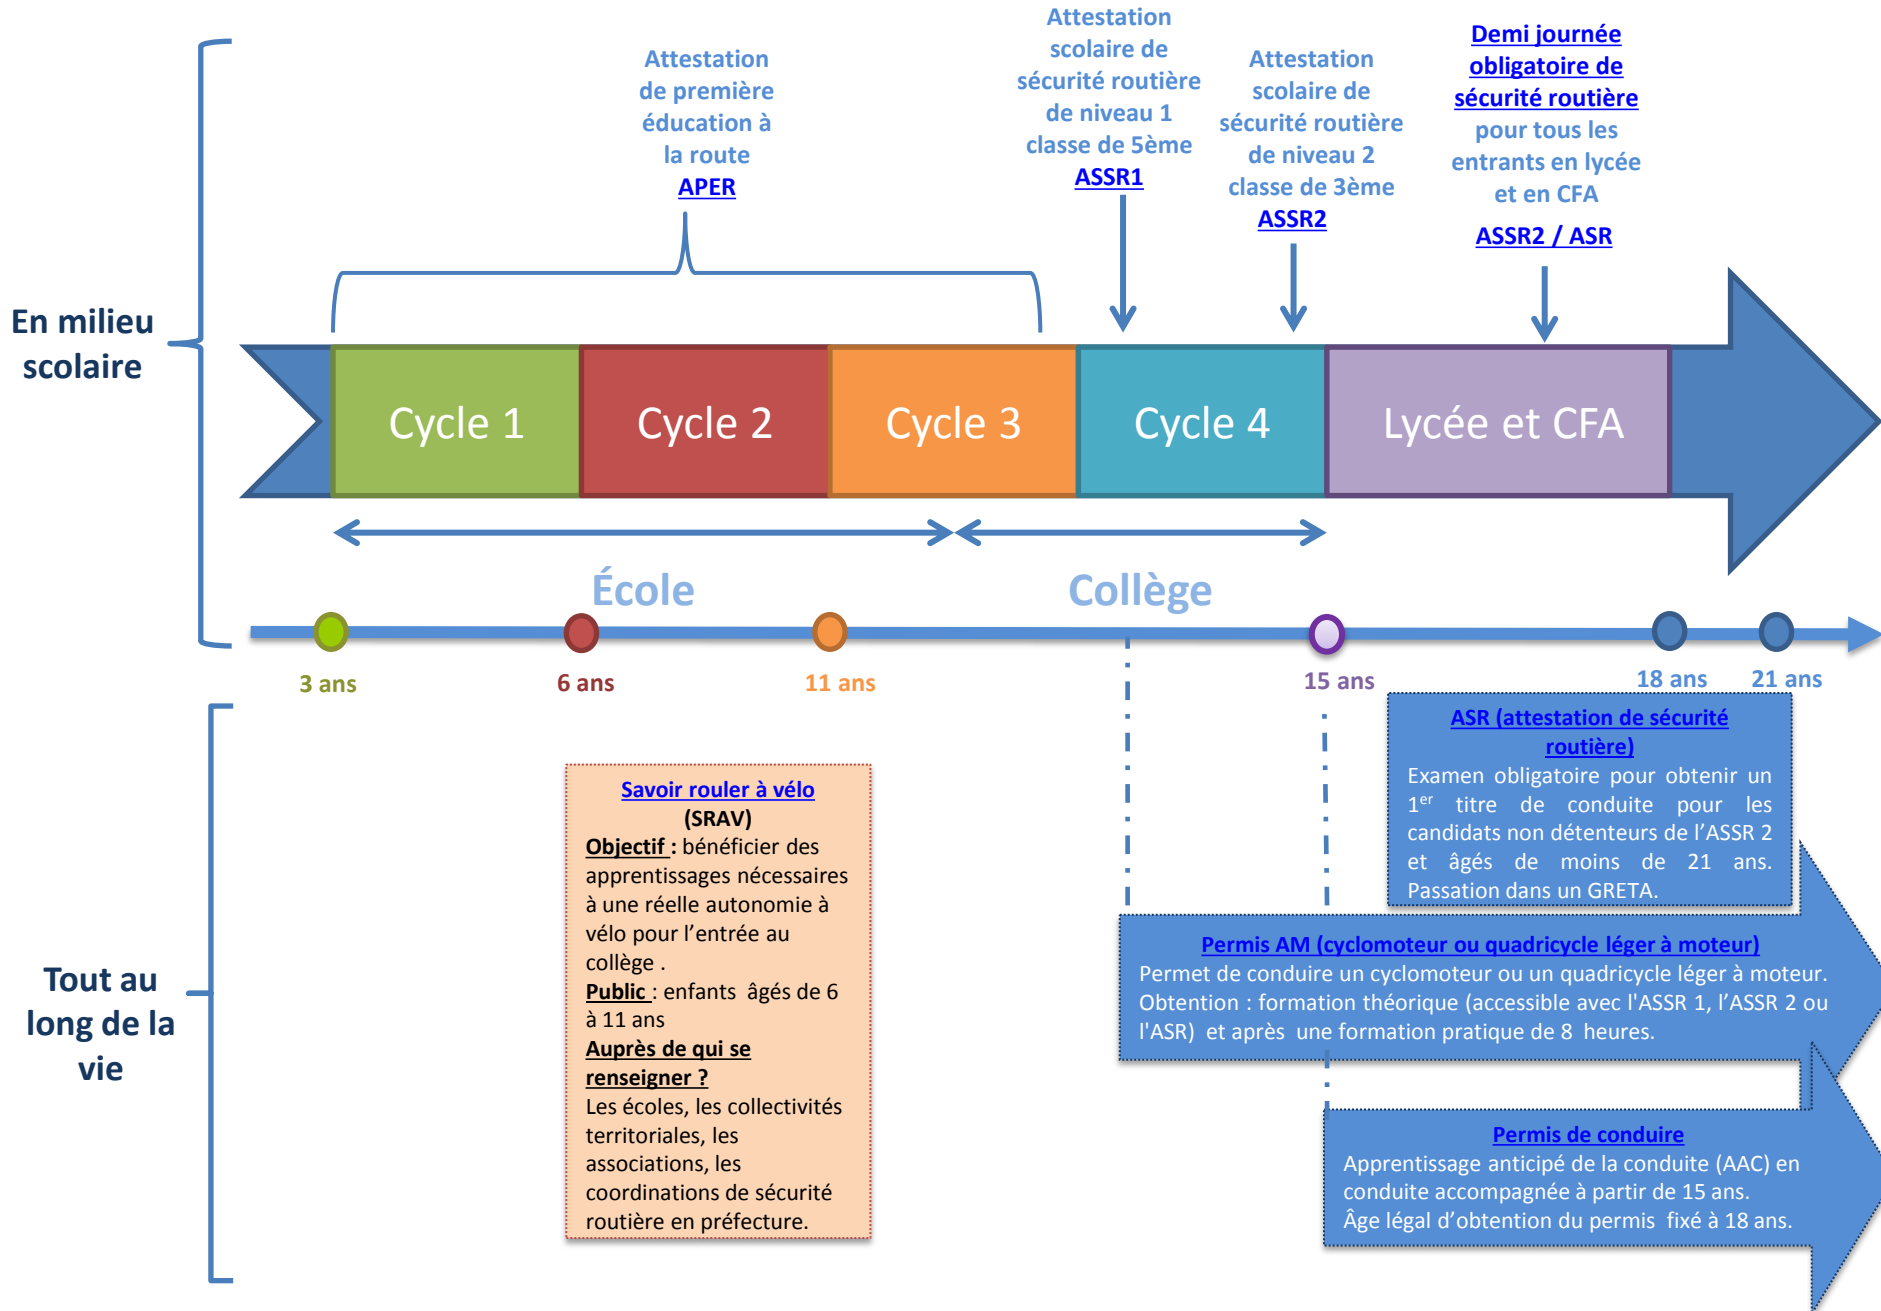 En milieu
scolaire
Attestation
de première
éducation à
la route
APER
Attestation
scolaire de
sécurité routière
de niveau 1
classe de 5ème
ASSR1
Attestation
scolaire de
sécurité routière
de niveau 2
classe de 3ème
ASSR2
Demi journée
obligatoire de
sécurité routière
pour tous les
entrants en lycée
et en CFA
ASSR2 / ASR
Cycle 1
Cycle 2
Cycle 3
Cycle 4
Lycée et CFA
École
Collège
3 ans
6 ans
11 ans
15 ans
18 ans
21 ans
Tout au
long de la
vie
Savoir rouler à vélo
(SRAV)
Objectif : bénéficier des
apprentissages nécessaires
à une réelle autonomie à
vélo pour l’entrée au
collège .
Public : enfants âgés de 6
à 11 ans
Auprès de qui se
renseigner ?
Les écoles, les collectivités
territoriales, les
associations, les
coordinations de sécurité
routière en préfecture.
ASR (attestation de sécurité
routière)
Examen obligatoire pour obtenir un
1er titre de conduite pour les
candidats non détenteurs de l’ASSR 2
et âgés de moins de 21 ans.
Passation dans un GRETA.
Permis AM (cyclomoteur ou quadricycle léger à moteur)
Permet de conduire un cyclomoteur ou un quadricycle léger à moteur.
Obtention : formation théorique (accessible avec l'ASSR 1, l’ASSR 2 ou
l'ASR) et après une formation pratique de 8 heures.
Permis de conduire
Apprentissage anticipé de la conduite (AAC) en
conduite accompagnée à partir de 15 ans.
Âge légal d’obtention du permis fixé à 18 ans.